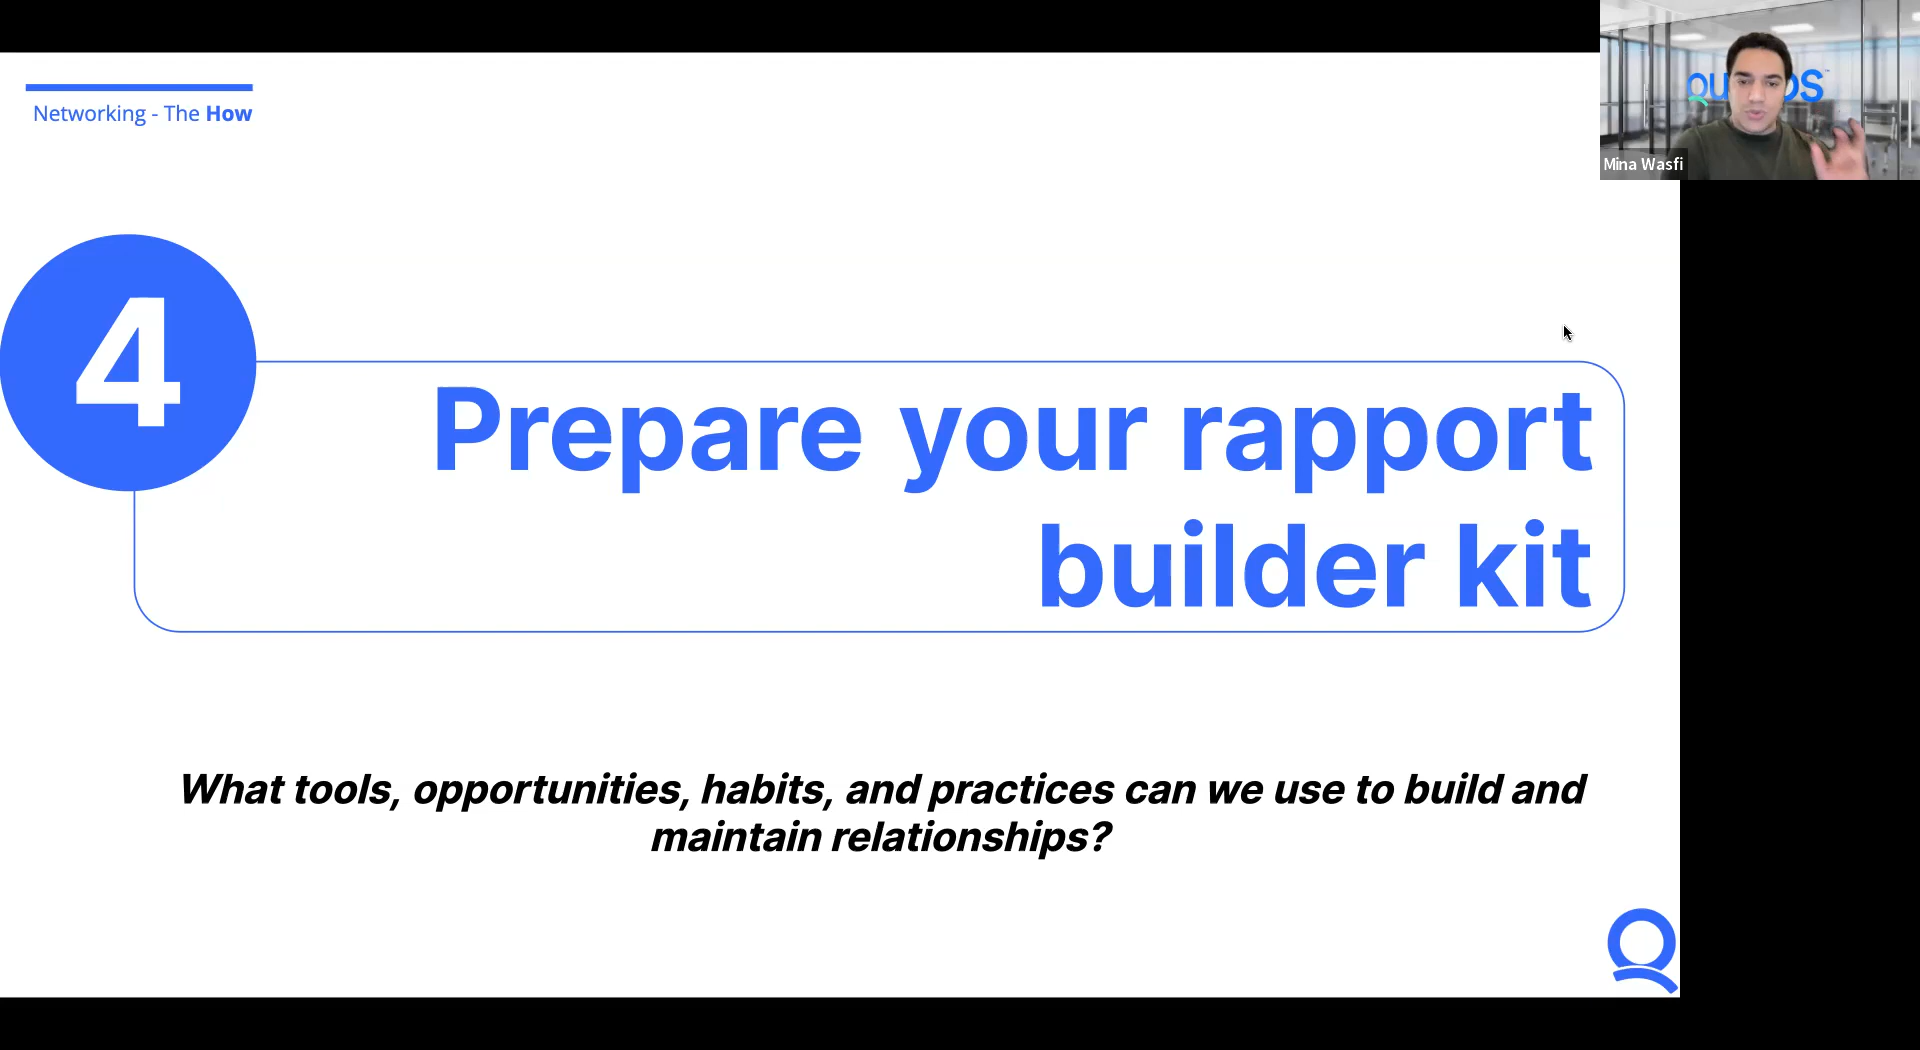 Networking - The How
Mina Wasfi
4
Prepare your rapport
builder kit
What tools, opportunities, habits, and practices can we use to build and
maintain relationships?